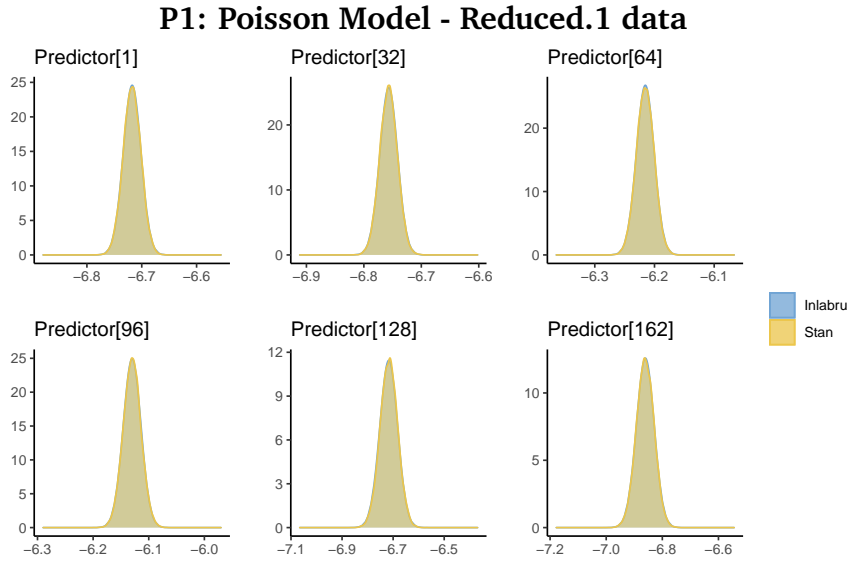 P1: Poisson Model - Reduced.1 data
Predictor[1]
25
20
15
10
5
0
−6.8 −6.7 −6.6
Predictor[32]
20
10
0
−6.9 −6.8 −6.7 −6.6
Predictor[64]
20
10
0
−6.3 −6.2 −6.1
Predictor[96]
25
20
15
10
5
0
−6.3 −6.2 −6.1 −6.0
Predictor[128]
12
9
6
3
0
−7.1 −6.9 −6.7 −6.5
Predictor[162]
10
5
0
−7.2 −7.0 −6.8 −6.6
Inlabru
Stan